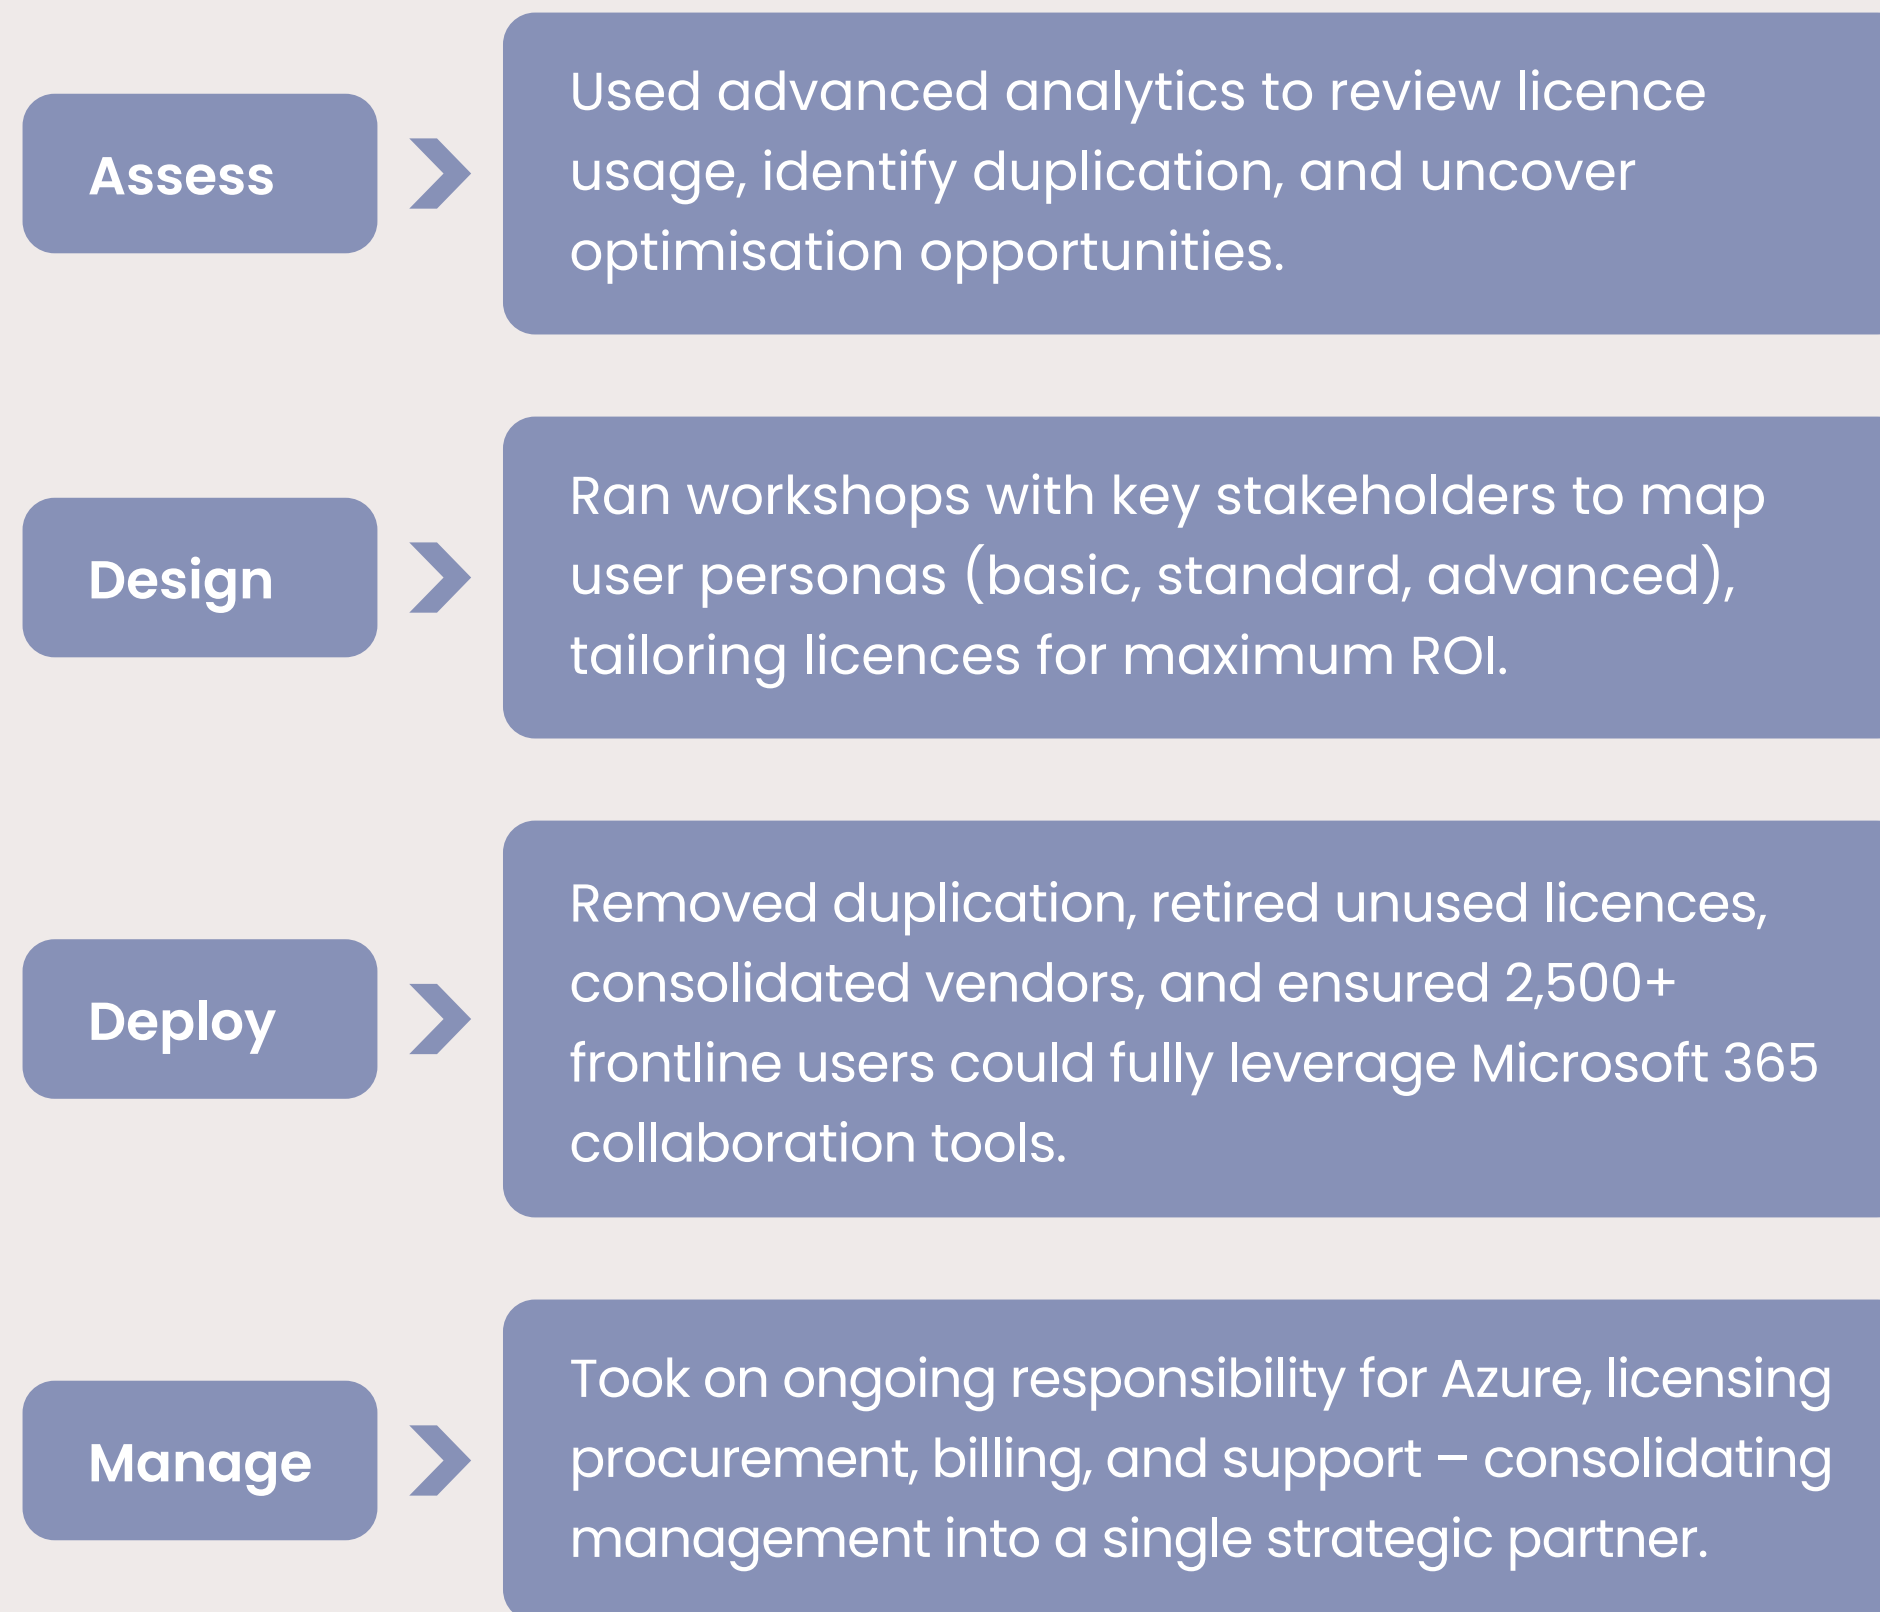 Assess
Used advanced analytics to review licence
usage, identify duplication, and uncover
optimisation opportunities.
Design
Ran workshops with key stakeholders to map
user personas (basic, standard, advanced),
tailoring licences for maximum ROI.
Deploy
Removed duplication, retired unused licences,
consolidated vendors, and ensured 2,500+
frontline users could fully leverage Microsoft 365
collaboration tools.
Manage
Took on ongoing responsibility for Azure, licensing
procurement, billing, and support – consolidating
management into a single strategic partner.